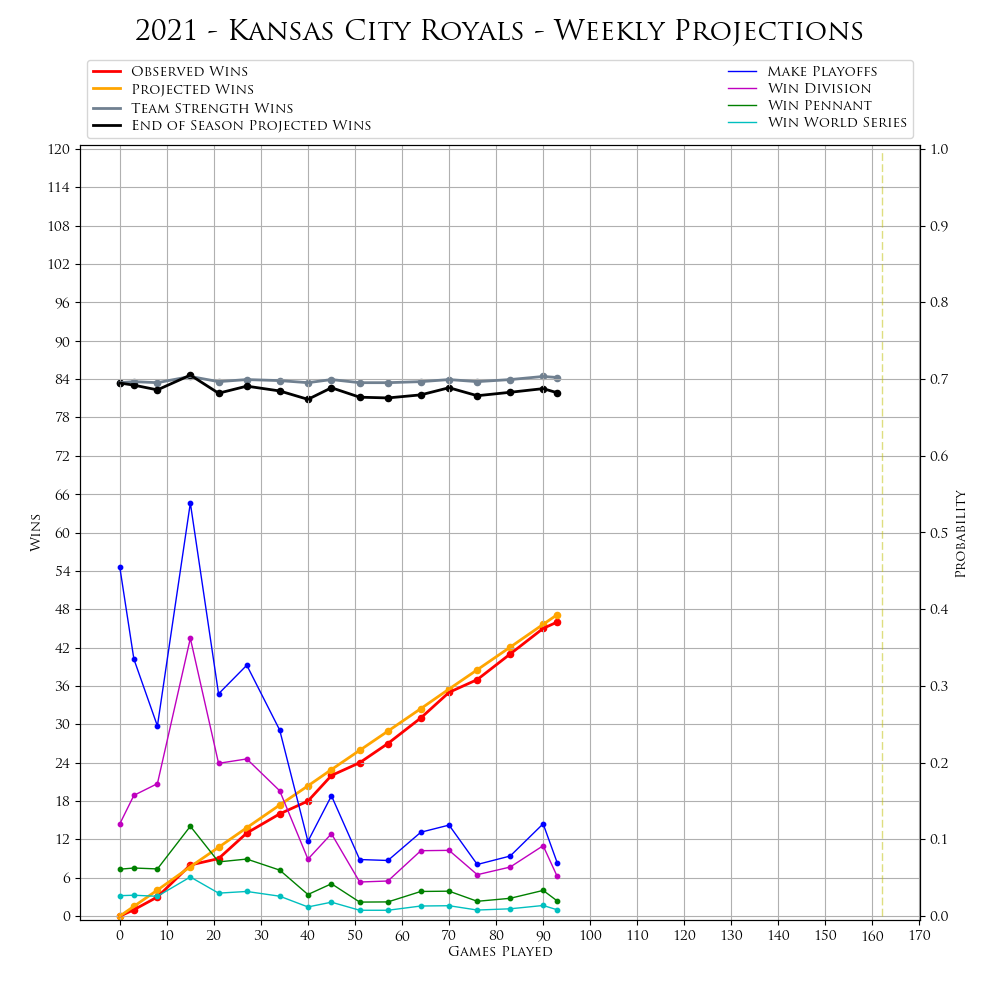 2021 - Kansas City Royals - Weekly Projections
Observed Wins
Projected Wins
Team Strength Wins
End of Season Projected Wins
Make Playoffs
Win Division
Win Pennant
Win World Series
120
114
108
102
96
90
84
78
72
66
60
54
48
42
36
30
24
18
12
6
0
Wins
1.0
0.9
0.8
0.7
0.6
0.5
0.4
0.3
0.2
0.1
0.0
Probability
0 10 20 30 40 50 60 70 80 90 100 110 120 130 140 150 160 170
Games Played